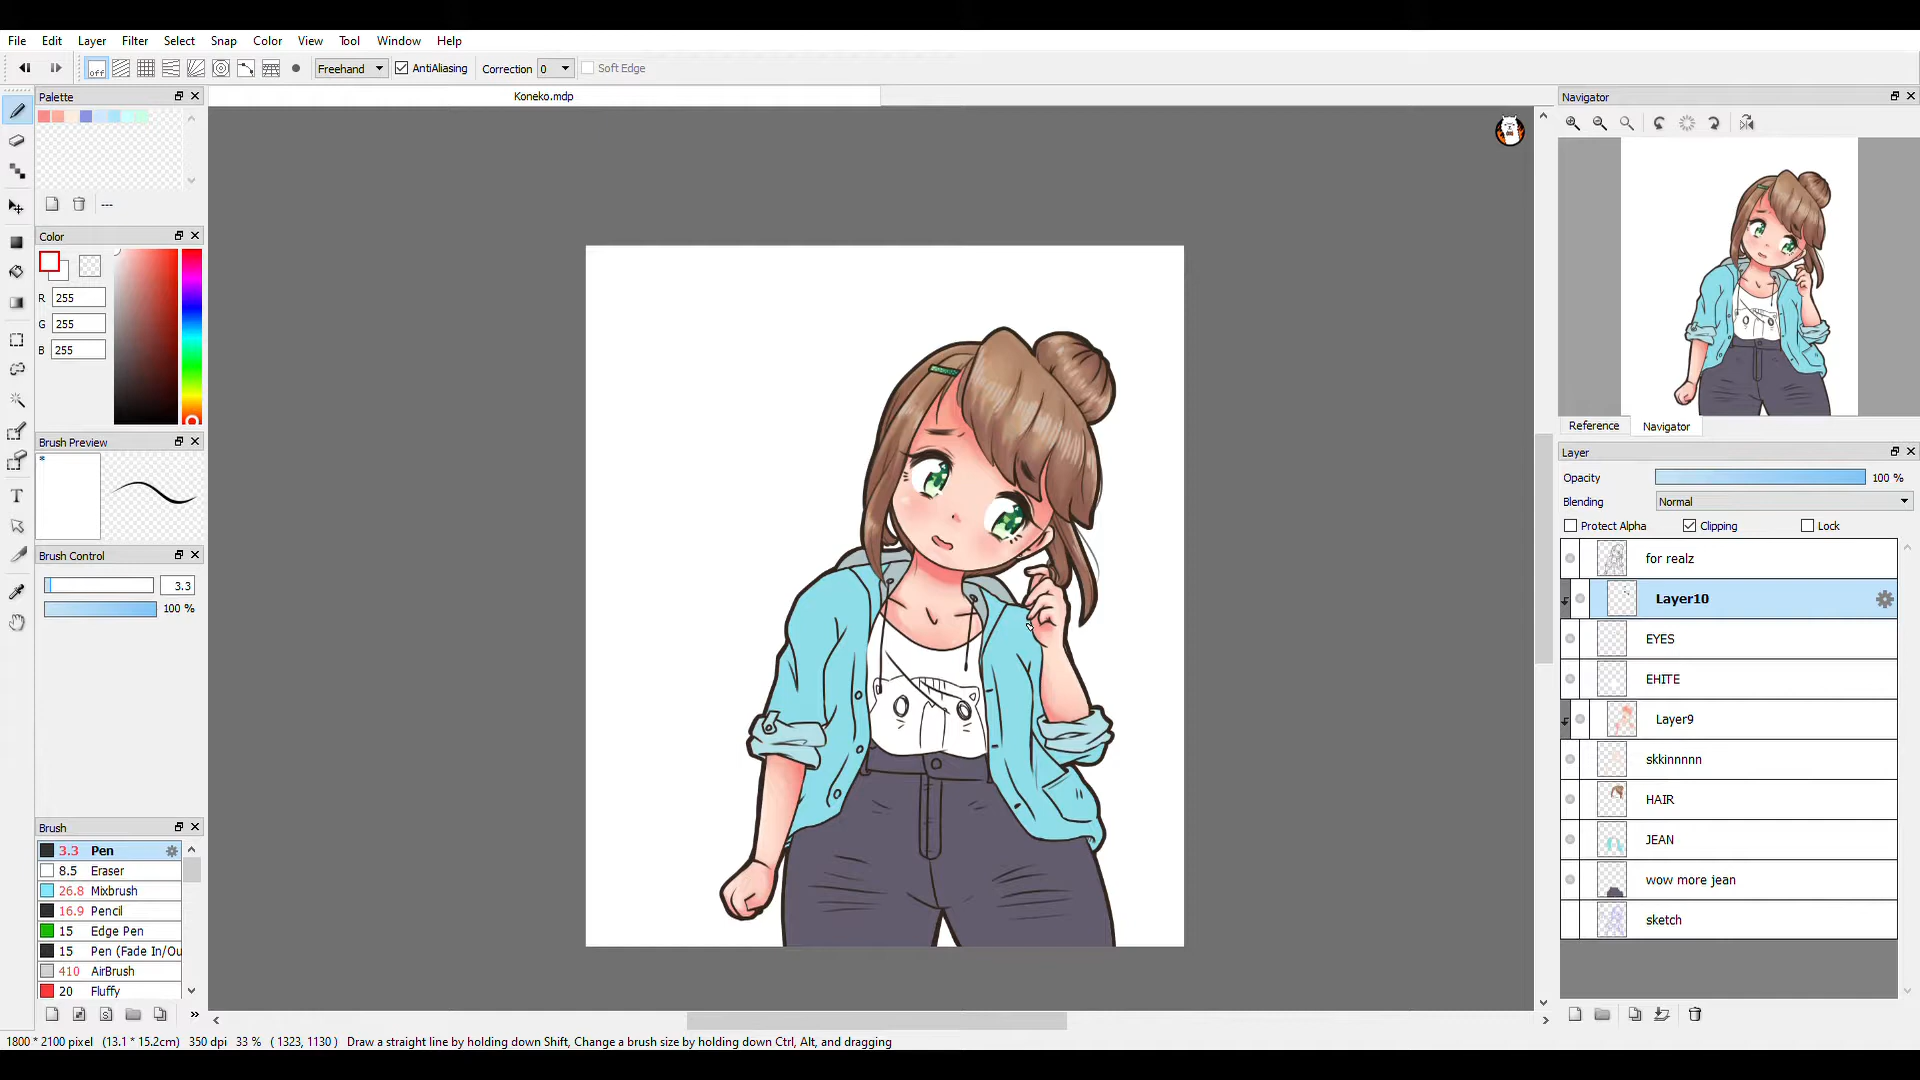 File Edit Layer Filter Select Snap Color View Tool Window Help
off Freehand AntiAliasing Correction 0 Soft Edge
Palette
Koneko.mdp
Navigator
---
Color
R 255
G 255
B 255
Reference Navigator
Brush Preview
Layer
Opacity 100 %
Blending Normal
Protect Alpha Clipping Lock
Brush Control
3.3
100 %
for realz
Layer10
EYES
EHITE
Layer9
skkinnnnn
HAIR
JEAN
wow more jean
sketch
Brush
3.3 Pen
8.5 Eraser
26.8 Mixbrush
16.9 Pencil
15 Edge Pen
15 Pen (Fade In/Ou
410 AirBrush
20 Fluffy
S
1800 * 2100 pixel (13.1 * 15.2cm) 350 dpi 33 % ( 1323, 1130 ) Draw a straight line by holding down Shift, Change a brush size by holding down Ctrl, Alt, and dragging